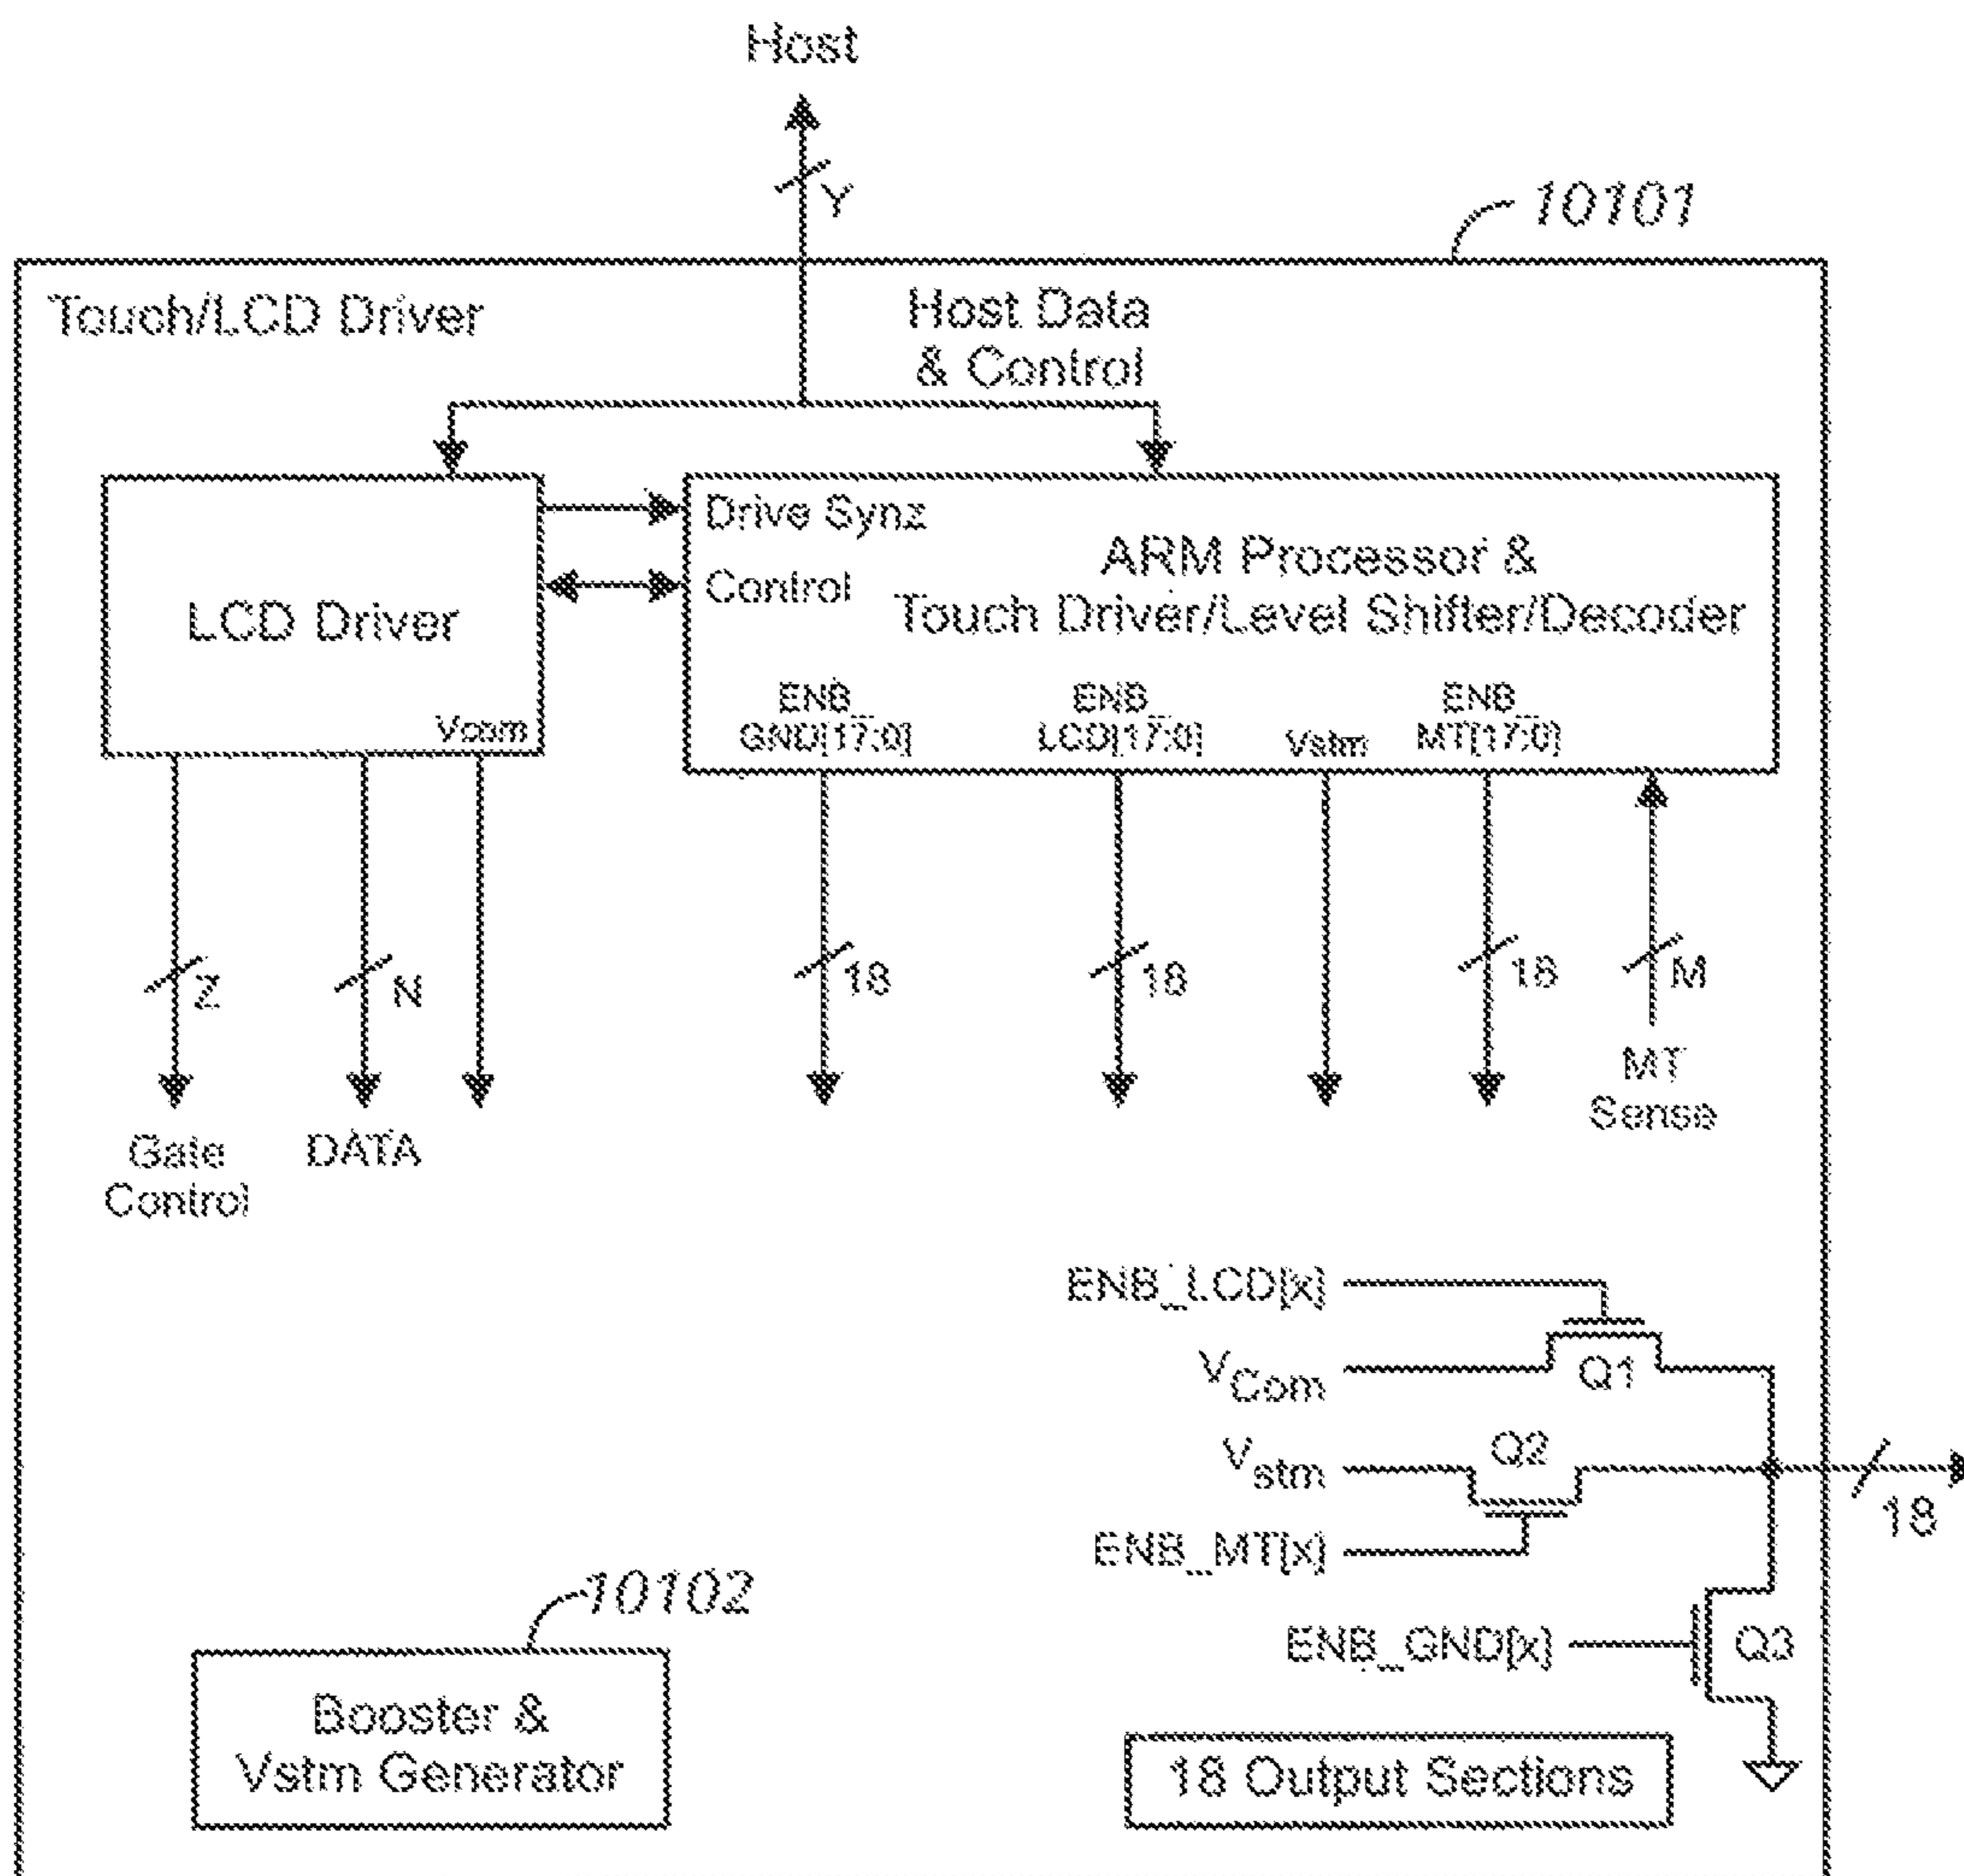 Host
Y
10101
Touch/LCD Driver
Host Data
& Control
Drive Synz
Control
LCD Driver
ARM Processor &
Touch Driver/Level Shifter/Decoder
Vcom
ENB_
GND[17:0]
ENB_
LCD[17:0]
Vstm
ENB_
MT[17:0]
Z
N
18
18
18
M
Gate
Control
DATA
MT
Sense
ENB_LCD[x]
VCom
Q1
Vstm
Q2
18
ENB_MT[x]
ENB_GND[x]
Q3
10102
Booster &
Vstm Generator
18 Output Sections